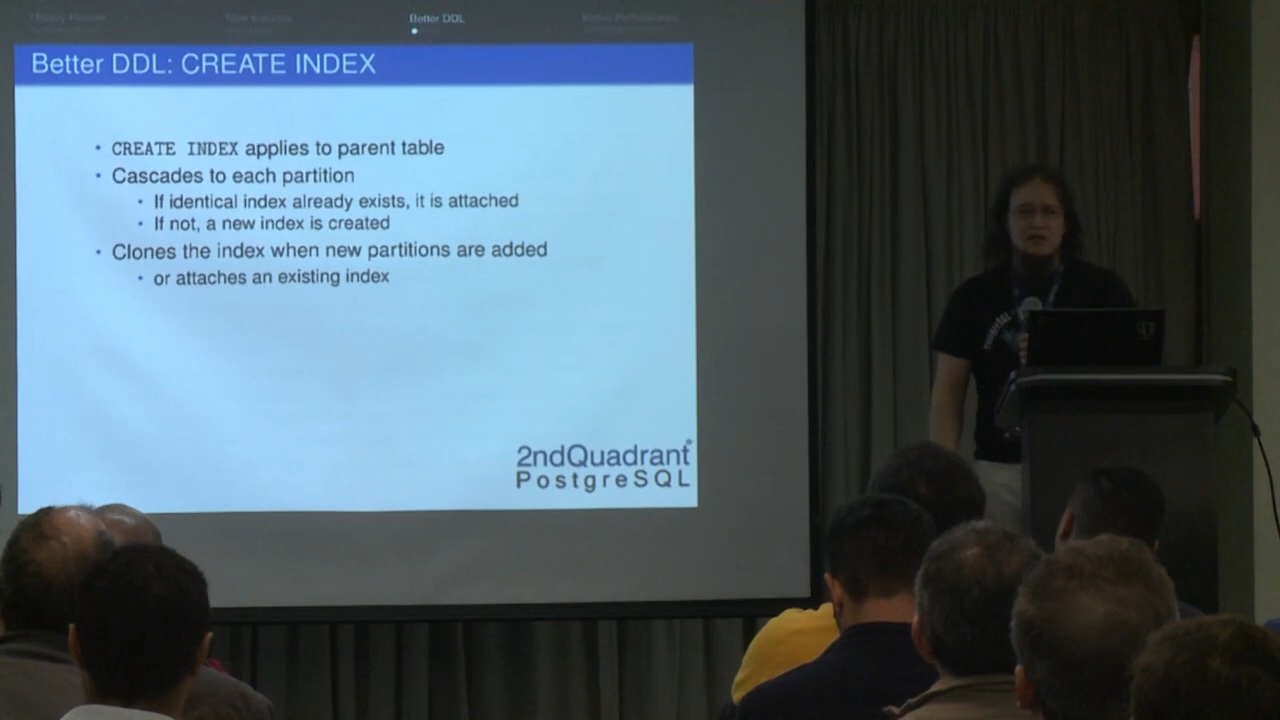 Better DDL
Better DDL: CREATE INDEX
• CREATE INDEX applies to parent table
• Cascades to each partition
• If identical index already exists, it is attached
• If not, a new index is created
• Clones the index when new partitions are added
• or attaches an existing index
2ndQuadrant
PostgreSQL